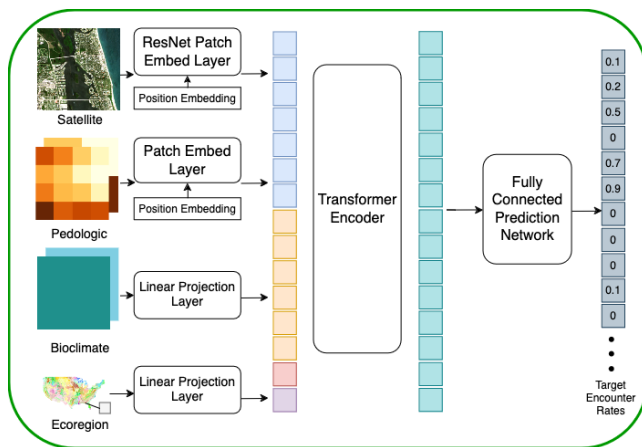 ResNet Patch
Embed Layer
Position Embedding
Satellite
Patch Embed
Layer
Position Embedding
Pedologic
Linear Projection
Layer
Bioclimate
Linear Projection
Layer
Ecoregion
Transformer
Encoder
Fully
Connected
Prediction
Network
0.1
0.2
0.5
0
0.7
0.9
0
0
0
0.1
0
Target
Encounter
Rates